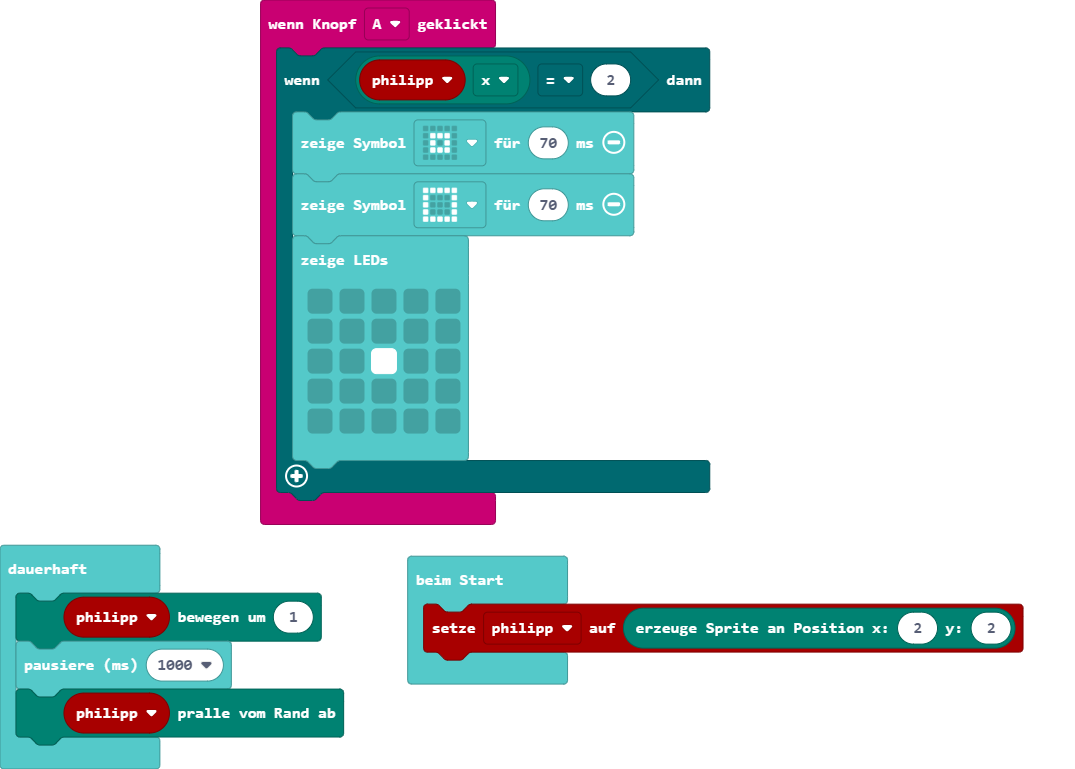 wenn Knopf A geklickt
wenn philipp x = 2 dann
zeige Symbol für 70 ms
zeige Symbol für 70 ms
zeige LEDs
dauerhaft
philipp bewegen um 1
pausiere (ms) 1000
philipp pralle vom Rand ab
beim Start
setze philipp auf erzeuge Sprite an Position x: 2 y: 2